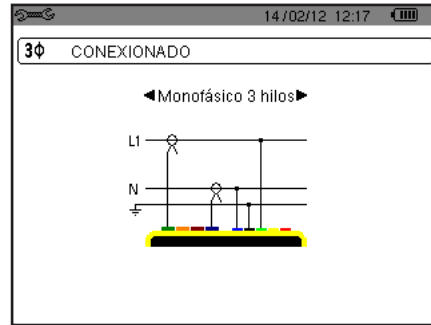 14/02/12 12:17
3Φ CONEXIONADO
◄Monofásico 3 hilos►
L1
N